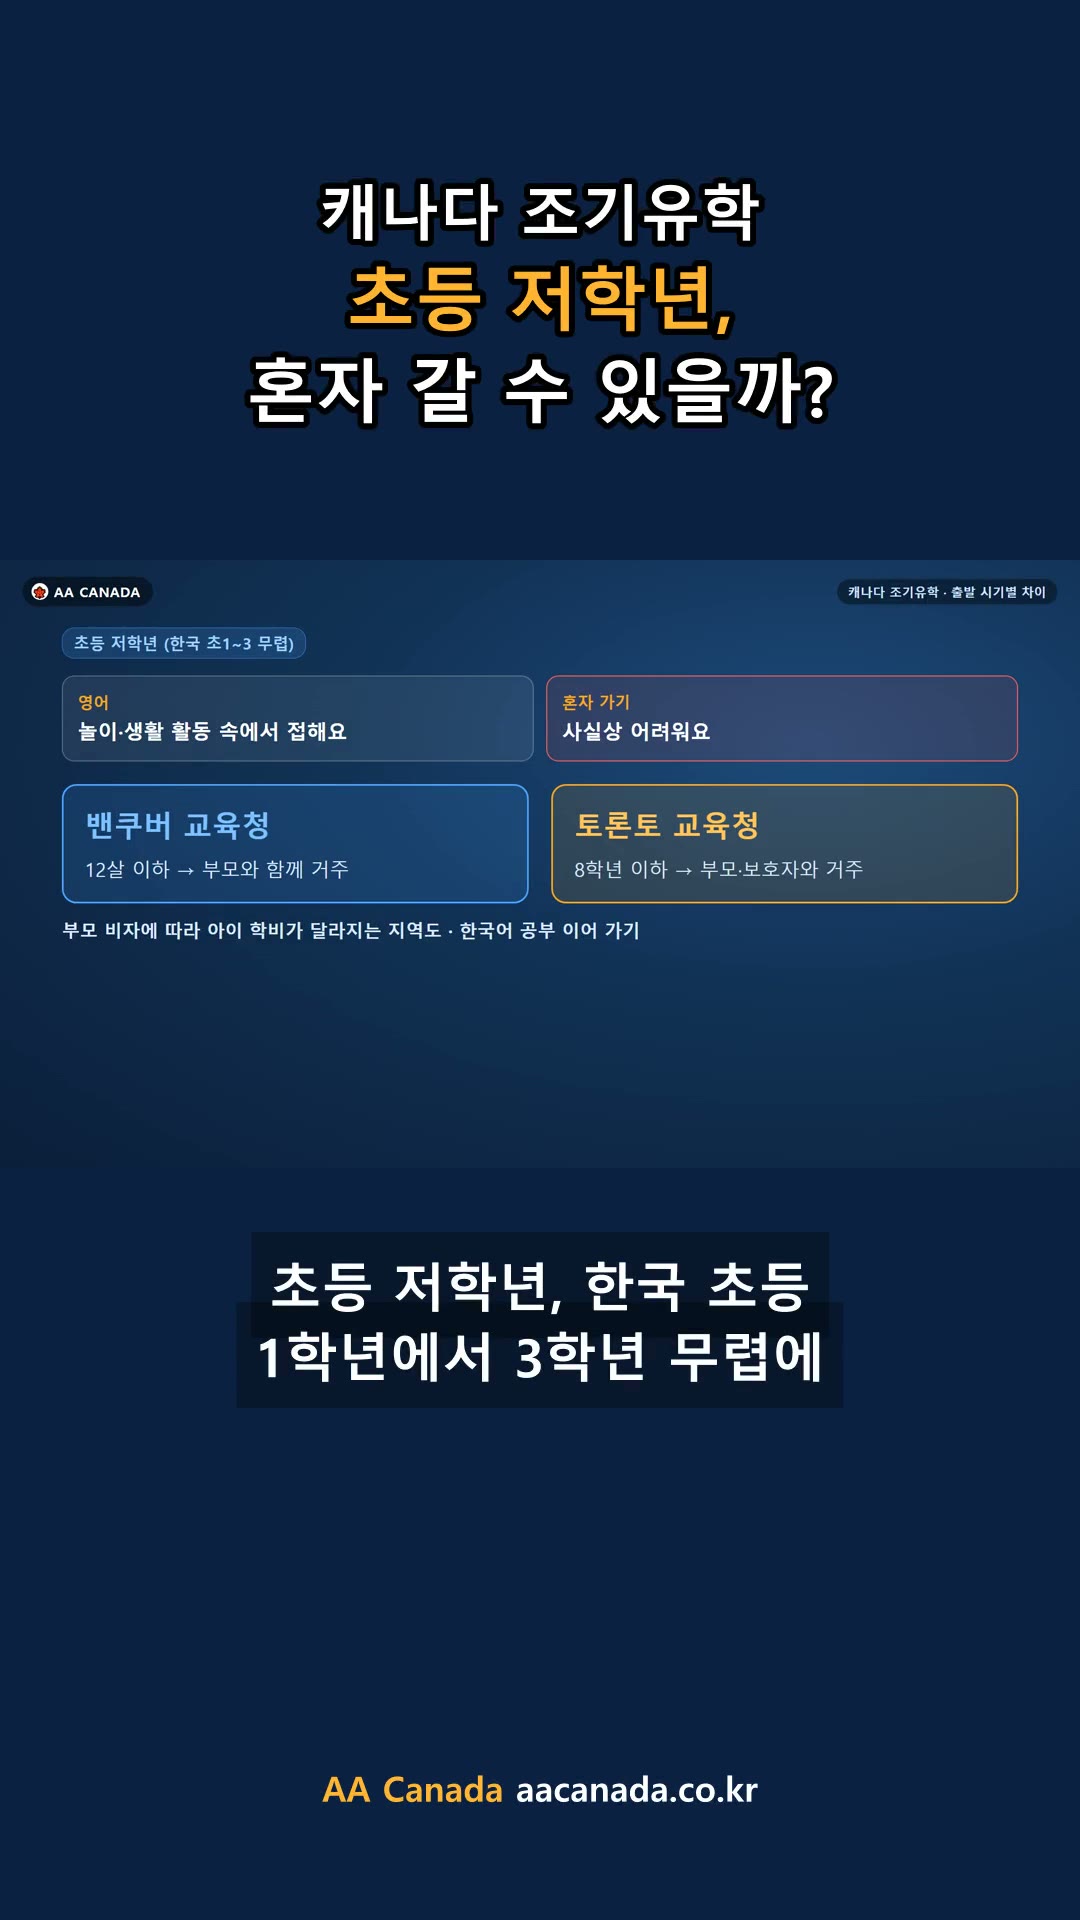 캐나다 조기유학
초등 저학년,
혼자 갈 수 있을까?
AA CANADA
캐나다 조기유학 · 출발 시기별 차이
초등 저학년 (한국 초1~3 무렵)
영어
놀이·생활 활동 속에서 접해요
혼자 가기
사실상 어려워요
밴쿠버 교육청
12살 이하 → 부모와 함께 거주
토론토 교육청
8학년 이하 → 부모·보호자와 거주
부모 비자에 따라 아이 학비가 달라지는 지역도 · 한국어 공부 이어 가기
초등 저학년, 한국 초등
1학년에서 3학년 무렵에
AA Canada aacanada.co.kr